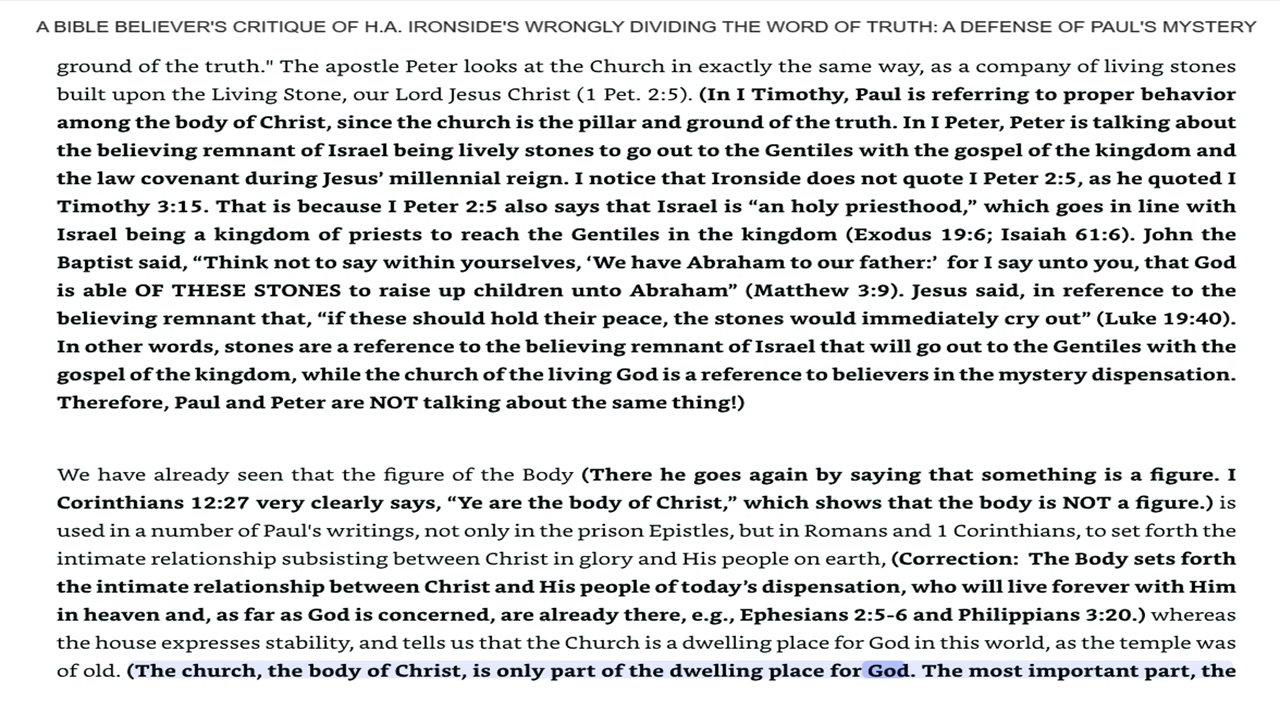 A BIBLE BELIEVER'S CRITIQUE OF H.A. IRONSIDE'S WRONGLY DIVIDING THE WORD OF TRUTH: A DEFENSE OF PAUL'S MYSTERY
ground of the truth." The apostle Peter looks at the Church in exactly the same way, as a company of living stones
built upon the Living Stone, our Lord Jesus Christ (1 Pet. 2:5). (In I Timothy, Paul is referring to proper behavior
among the body of Christ, since the church is the pillar and ground of the truth. In I Peter, Peter is talking about
the believing remnant of Israel being lively stones to go out to the Gentiles with the gospel of the kingdom and
the law covenant during Jesus’ millennial reign. I notice that Ironside does not quote I Peter 2:5, as he quoted I
Timothy 3:15. That is because I Peter 2:5 also says that Israel is “an holy priesthood,” which goes in line with
Israel being a kingdom of priests to reach the Gentiles in the kingdom (Exodus 19:6; Isaiah 61:6). John the
Baptist said, “Think not to say within yourselves, ‘We have Abraham to our father:’ for I say unto you, that God
is able OF THESE STONES to raise up children unto Abraham” (Matthew 3:9). Jesus said, in reference to the
believing remnant that, “if these should hold their peace, the stones would immediately cry out” (Luke 19:40).
In other words, stones are a reference to the believing remnant of Israel that will go out to the Gentiles with the
gospel of the kingdom, while the church of the living God is a reference to believers in the mystery dispensation.
Therefore, Paul and Peter are NOT talking about the same thing!)
We have already seen that the figure of the Body (There he goes again by saying that something is a figure. I
Corinthians 12:27 very clearly says, “Ye are the body of Christ,” which shows that the body is NOT a figure.) is
used in a number of Paul's writings, not only in the prison Epistles, but in Romans and 1 Corinthians, to set forth the
intimate relationship subsisting between Christ in glory and His people on earth, (Correction: The Body sets forth
the intimate relationship between Christ and His people of today’s dispensation, who will live forever with Him
in heaven and, as far as God is concerned, are already there, e.g., Ephesians 2:5-6 and Philippians 3:20.) whereas
the house expresses stability, and tells us that the Church is a dwelling place for God in this world, as the temple was
of old. (The church, the body of Christ, is only part of the dwelling place for God. The most important part, the